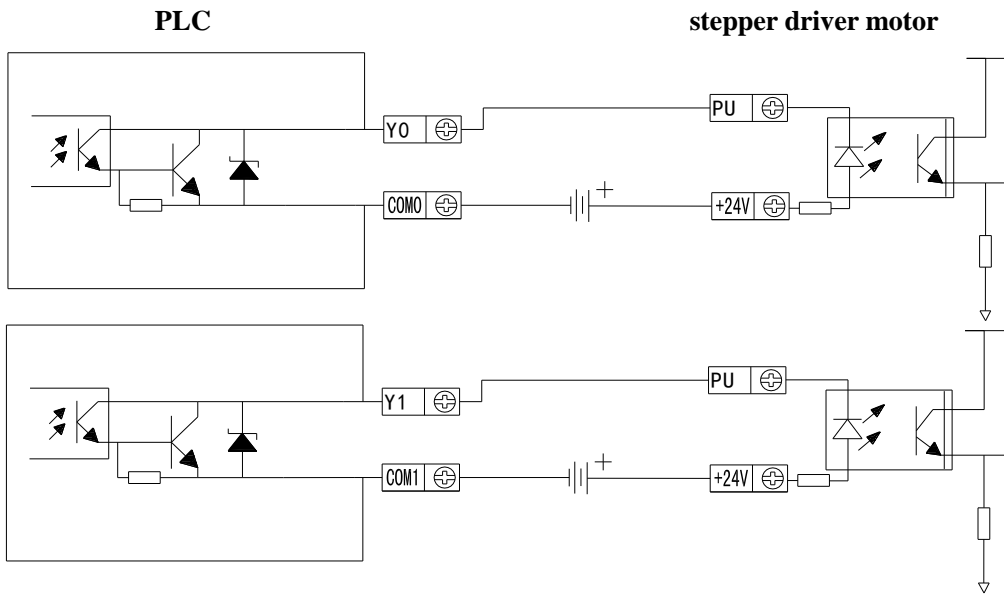 PLC
stepper driver motor
Y0
PU
COM0
+
+24V
Y1
PU
COM1
+
+24V